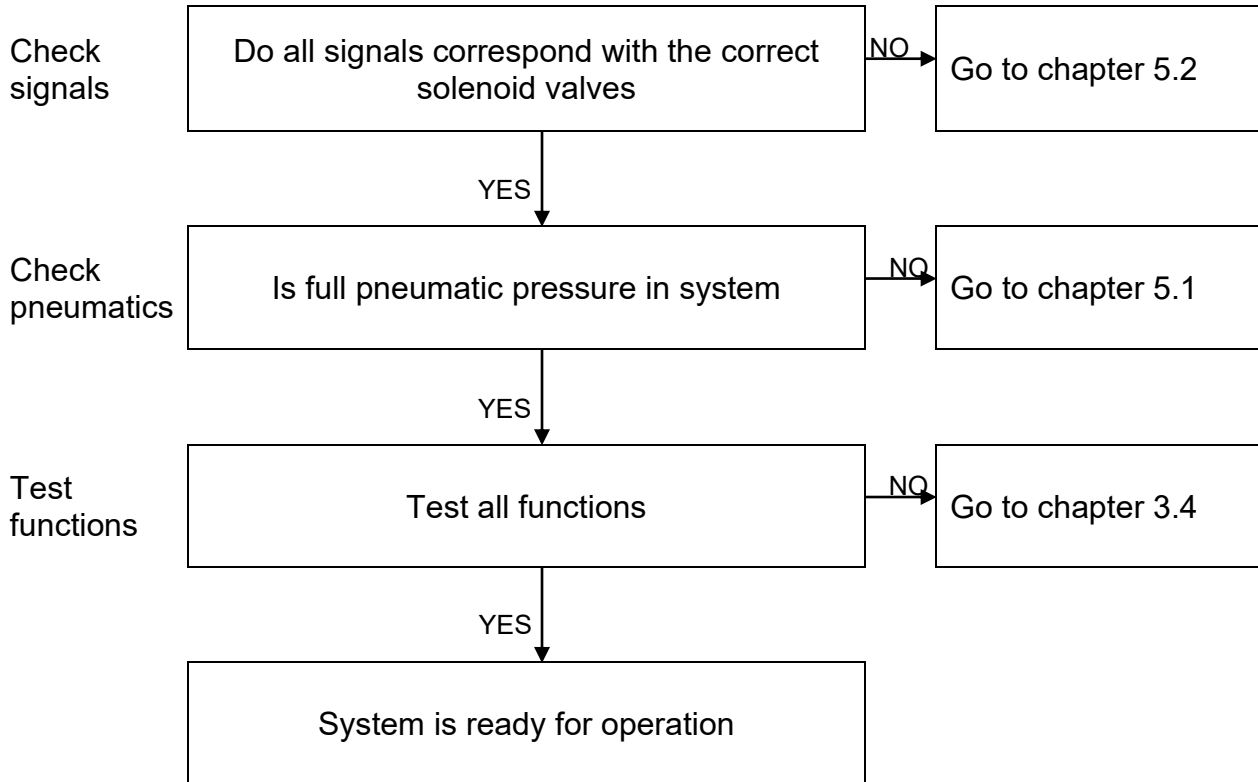 Check
signals
Do all signals correspond with the correct
solenoid valves
NO
Go to chapter 5.2
YES
Check
pneumatics
Is full pneumatic pressure in system
NO
Go to chapter 5.1
YES
Test
functions
Test all functions
NO
Go to chapter 3.4
YES
System is ready for operation